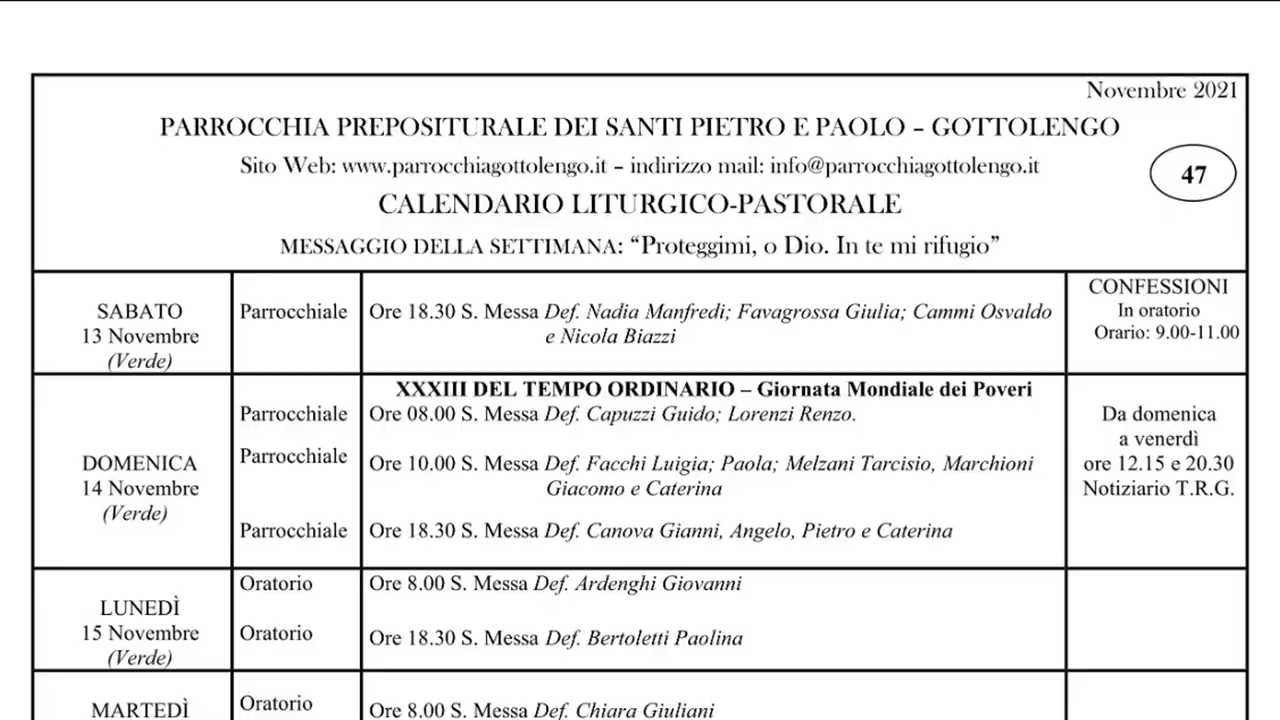 Novembre 2021
PARROCCHIA PREPOSITURALE DEI SANTI PIETRO E PAOLO – GOTTOLENGO
Sito Web: www.parrocchiagottolengo.it – indirizzo mail: info@parrocchiagottolengo.it
47
CALENDARIO LITURGICO-PASTORALE
MESSAGGIO DELLA SETTIMANA: “Proteggimi, o Dio. In te mi rifugio”
SABATO
13 Novembre
(Verde)
Parrocchiale
Ore 18.30 S. Messa Def. Nadia Manfredi; Favagrossa Giulia; Cammi Osvaldo
e Nicola Biazzi
CONFESSIONI
In oratorio
Orario: 9.00-11.00
DOMENICA
14 Novembre
(Verde)
XXXIII DEL TEMPO ORDINARIO – Giornata Mondiale dei Poveri
Parrocchiale
Ore 08.00 S. Messa Def. Capuzzi Guido; Lorenzi Renzo.
Parrocchiale
Ore 10.00 S. Messa Def. Facchi Luigia; Paola; Melzani Tarcisio, Marchioni
Giacomo e Caterina
Parrocchiale
Ore 18.30 S. Messa Def. Canova Gianni, Angelo, Pietro e Caterina
Da domenica
a venerdì
ore 12.15 e 20.30
Notiziario T.R.G.
LUNEDÌ
15 Novembre
(Verde)
Oratorio
Ore 8.00 S. Messa Def. Ardenghi Giovanni
Oratorio
Ore 18.30 S. Messa Def. Bertoletti Paolina
MARTEDÌ
Oratorio
Ore 8.00 S. Messa Def. Chiara Giuliani